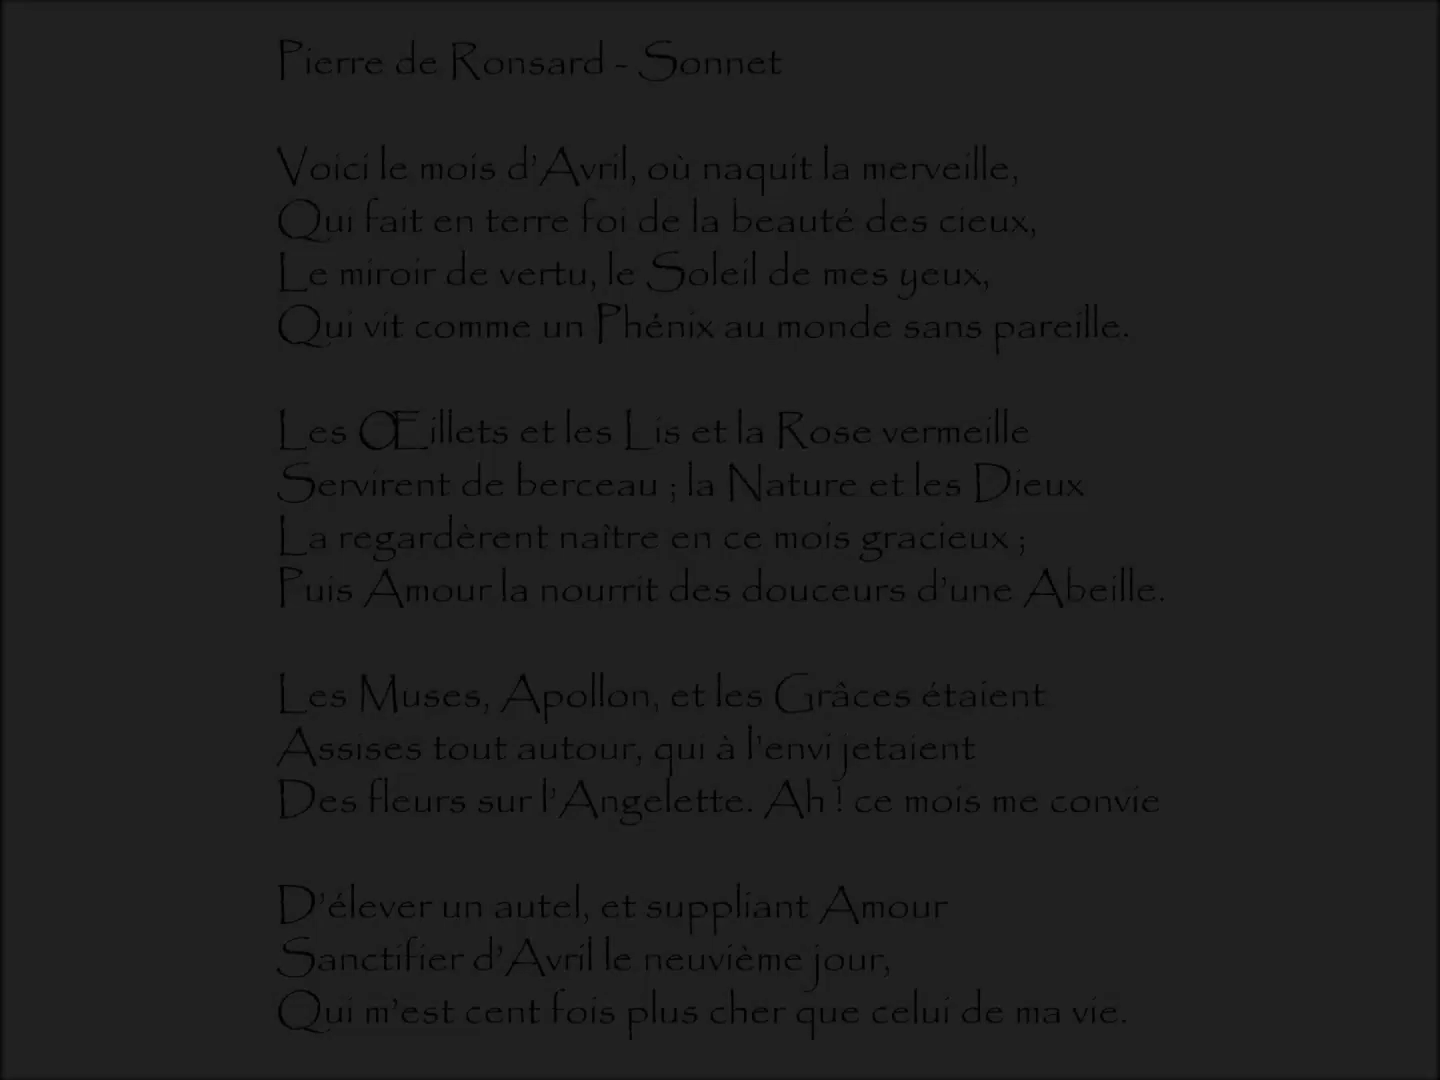 Pierre de Ronsard - Sonnet
Voici le mois d'Avril, où naquit la merveille,
Qui fait en terre foi de la beauté des cieux,
Le miroir de vertu, le Soleil de mes yeux,
Qui vit comme un Phénix au monde sans pareille.
Les Œillets et les Lis et la Rose vermeille
Servirent de berceau ; la Nature et les Dieux
La regardèrent naître en ce mois gracieux ;
Puis Amour la nourrit des douceurs d'une Abeille.
Les Muses, Apollon, et les Grâces étaient
Assises tout autour, qui à l'envi jetaient
Des fleurs sur l'Angelette. Ah ! ce mois me convie
D'élever un autel, et suppliant Amour
Sanctifier d'Avril le neuvième jour,
Qui m'est cent fois plus cher que celui de ma vie.